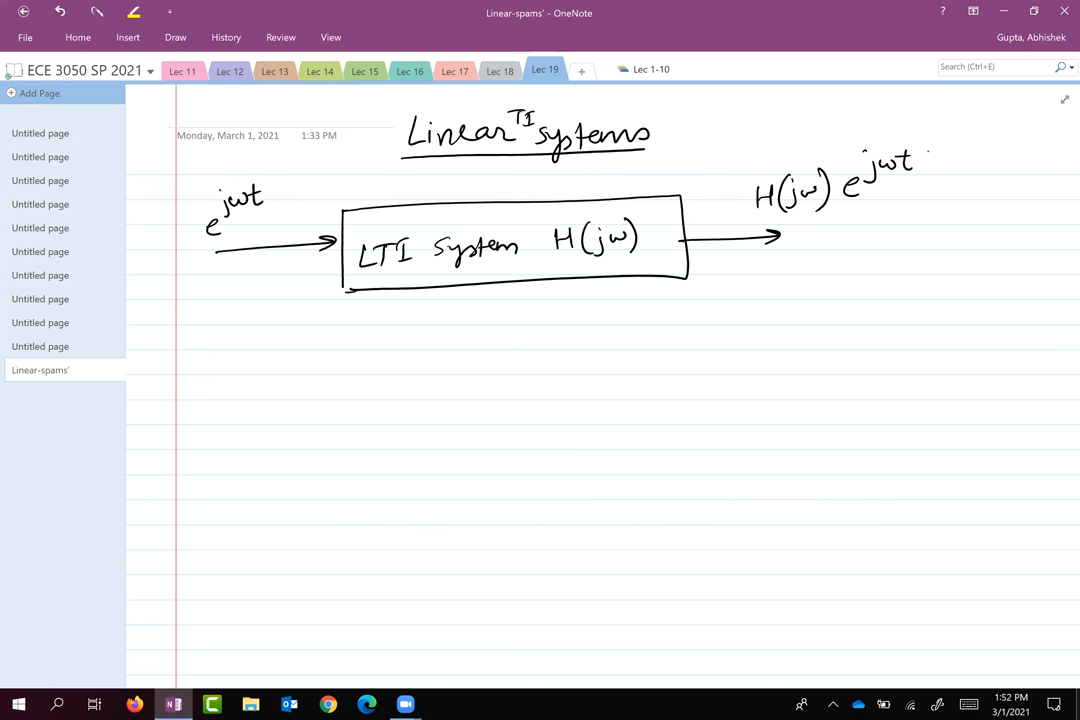 Linear-spams' - OneNote
?
File Home Insert Draw History Review View
Gupta, Abhishek
ECE 3050 SP 2021 Lec 11 Lec 12 Lec 13 Lec 14 Lec 15 Lec 16 Lec 17 Lec 18 Lec 19 + Lec 1-10
Search (Ctrl+E)
Add Page
Untitled page
Untitled page
Untitled page
Untitled page
Untitled page
Untitled page
Untitled page
Untitled page
Untitled page
Untitled page
Linear-spams'
Monday, March 1, 2021 1:33 PM
Linear TI systems
e^jωt
LTI system H(jω)
H(jω) e^jωt
1:52 PM
3/1/2021